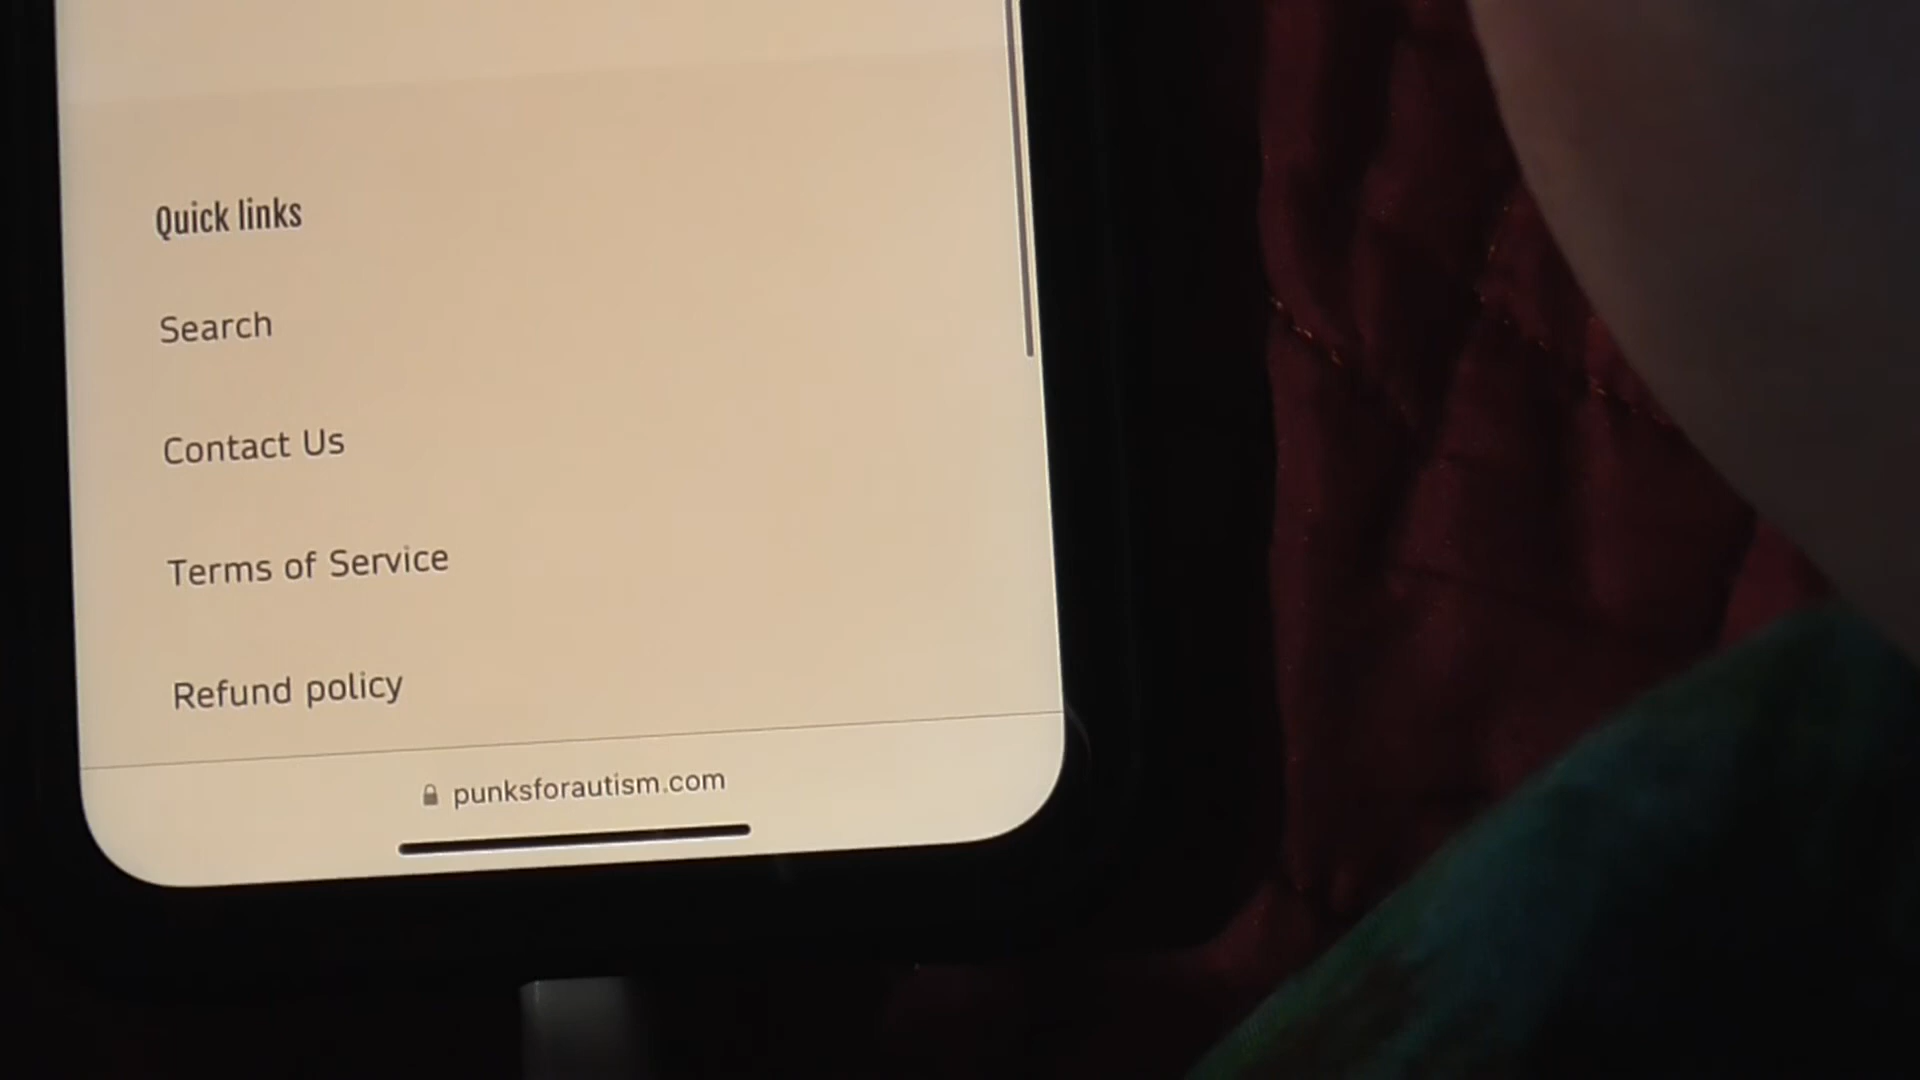 Quick links
Search
Contact Us
Terms of Service
Refund policy
punksforautism.com